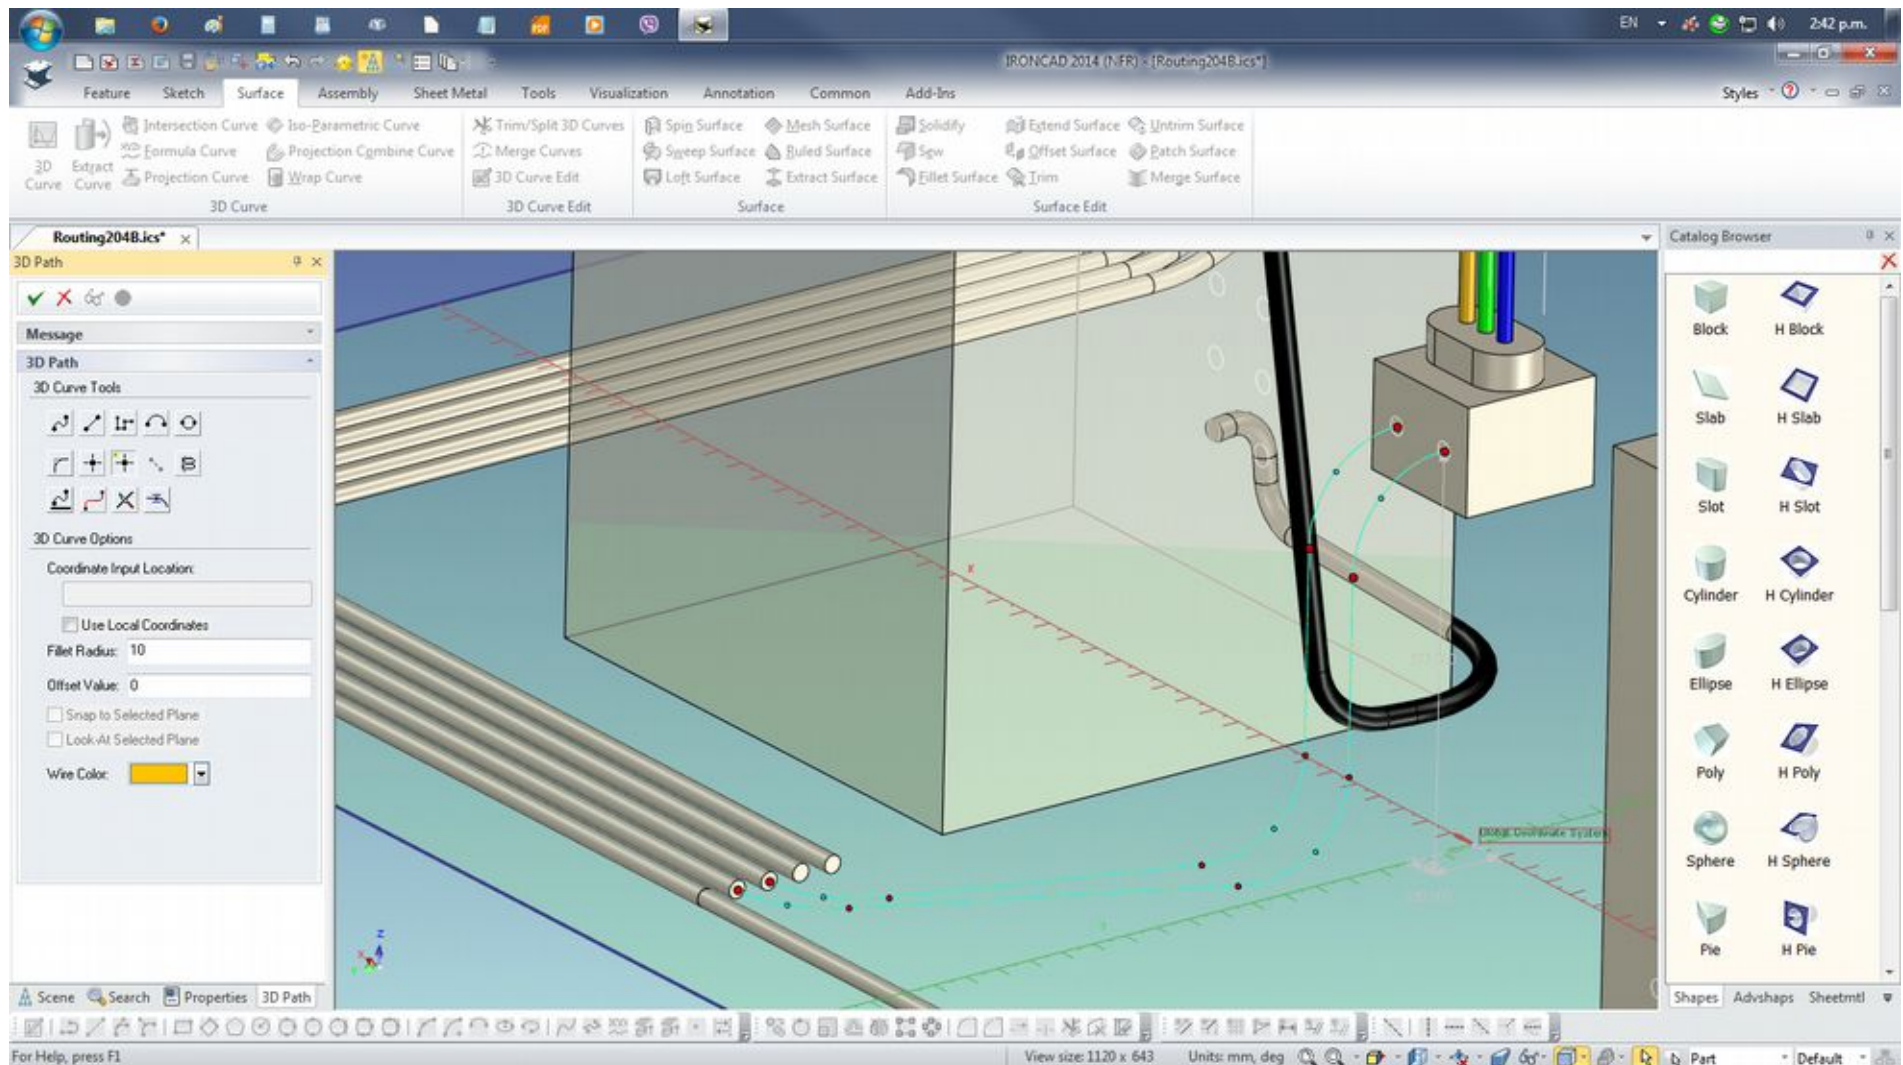 EN 2:42 p.m.
IRONCAD 2014 (NFR) - [Routing204B.ics*]
Feature Sketch Surface Assembly Sheet Metal Tools Visualization Annotation Common Add-Ins Styles
Intersection Curve Iso-Parametric Curve Trim/Split 3D Curves Spin Surface Mesh Surface Solidify Extend Surface Untrim Surface
Formula Curve Projection Combine Curve Merge Curves Sweep Surface Ruled Surface Sew Offset Surface Patch Surface
3D Curve Extract Curve Projection Curve Wrap Curve 3D Curve Edit Loft Surface Extract Surface Fillet Surface Trim Merge Surface
3D Curve 3D Curve Edit Surface Surface Edit
Routing204B.ics*
Catalog Browser
3D Path
Message
3D Path
3D Curve Tools
3D Curve Options
Coordinate Input Location:
Use Local Coordinates
Fillet Radius: 10
Offset Value: 0
Snap to Selected Plane
Look-At Selected Plane
Wire Color:
X
Z
Block H Block
Slab H Slab
Slot H Slot
Cylinder H Cylinder
Ellipse H Ellipse
Poly H Poly
Sphere H Sphere
Pie H Pie
Scene Search Properties 3D Path
Shapes Advshaps Sheetmtl
For Help, press F1 View size: 1120 x 643 Units: mm, deg Part Default